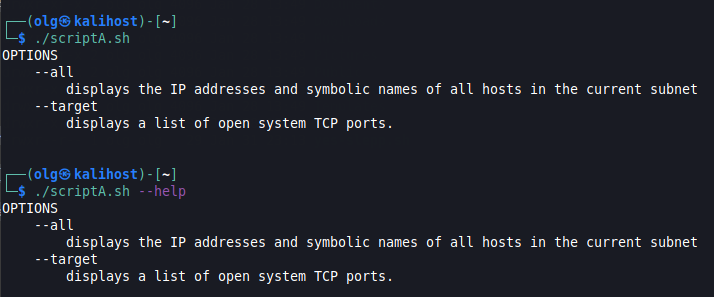 ┌──(olg㉿kalihost)-[~]
└─$ ./scriptA.sh
OPTIONS
    --all
        displays the IP addresses and symbolic names of all hosts in the current subnet
    --target
        displays a list of open system TCP ports.
┌──(olg㉿kalihost)-[~]
└─$ ./scriptA.sh --help
OPTIONS
    --all
        displays the IP addresses and symbolic names of all hosts in the current subnet
    --target
        displays a list of open system TCP ports.